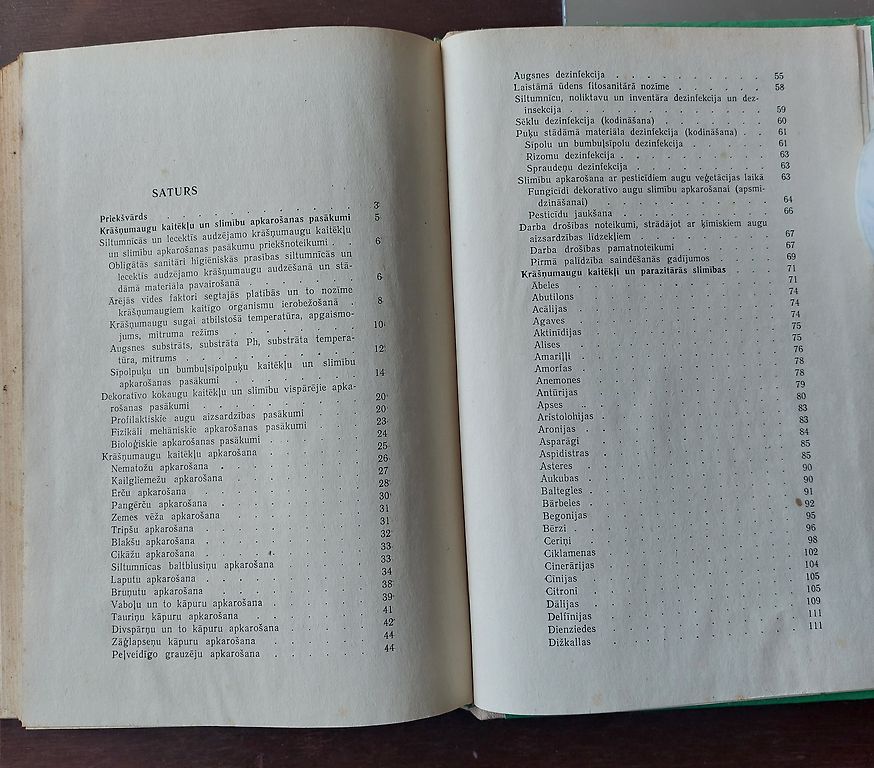 SATURS
Priekšvārds . . . . . . . . . . 3
Krāšņumaugu kaitēkļu un slimību apkarošanas pasākumi 5
Siltumnīcās un lecektīs audzējamo krāšņumaugu kaitēkļu
un slimību apkarošanas pasākumu priekšnoteikumi . . 6
Obligātās sanitāri higiēniskās prasības siltumnīcās un
lecektīs audzējamo krāšņumaugu audzēšanā un stā-
dāmā materiāla pavairošanā . . . . . 6
Ārējās vides faktori segtajās platībās un to nozīme
krāšņumaugiem kaitīgo organismu ierobežošanā . 8
Krāšņumaugu sugai atbilstošā temperatūra, apgaismo-
jums, mitruma režīms . . . . . . 10
Augsnes substrāts, substrāta Ph, substrāta tempera-
tūra, mitrums . . . . . . . 12
Sīpolpuķu un bumbuļsīpolpuķu kaitēkļu un slimību
apkarošanas pasākumi . . . . . . 14
Dekoratīvo kokaugu kaitēkļu un slimību vispārējie apka-
rošanas pasākumi . . . . . . . 20
Profilaktiskie augu aizsardzības pasākumi . . . 20
Fizikāli mehāniskie apkarošanas pasākumi . . . 23
Bioloģiskie apkarošanas pasākumi . . . . 24
Krāšņumaugu kaitēkļu apkarošana . . . . . 25
Nematožu apkarošana . . . . . . . 26
Kailgliemežu apkarošana . . . . . . 27
Ērču apkarošana . . . . . . . . 28
Pangērču apkarošana . . . . . . . 30
Zemes vēža apkarošana . . . . . . 31
Tripšu apkarošana . . . . . . . 31
Blakšu apkarošana . . . . . . . 32
Cikāžu apkarošana . . . . . . . 33
Siltumnīcas baltblusiņu apkarošana . . . . 33
Laputu apkarošana . . . . . . . 34
Bruņutu apkarošana . . . . . . . 38
Vaboļu un to kāpuru apkarošana . . . . . 39
Tauriņu kāpuru apkarošana . . . . . . 41
Divspārņu un to kāpuru apkarošana . . . . 42
Zāģlapseņu kāpuru apkarošana . . . . . 44
Peļveidīgo grauzēju apkarošana . . . . . 44
Augsnes dezinfekcija . . . . . . . . 55
Laistāmā ūdens fitosanitārā nozīme . . . . . 58
Siltumnīcu, noliktavu un inventāra dezinfekcija un dez-
insekcija . . . . . . . . . . 59
Sēklu dezinfekcija (kodināšana) . . . . . . 60
Puķu stādāmā materiāla dezinfekcija (kodināšana) . . 61
Sīpolu un bumbuļsīpolu dezinfekcija . . . . 61
Rizomu dezinfekcija . . . . . . . . 63
Spraudeņu dezinfekcija . . . . . . . 63
Slimību apkarošana ar pesticīdiem augu veģetācijas laikā 63
Fungicīdi dekoratīvo augu slimību apkarošanai (apsmi-
dzināšanai) . . . . . . . . . 64
Pesticīdu jaukšana . . . . . . . . 66
Darba drošības noteikumi, strādājot ar ķīmiskiem augu
aizsardzības līdzekļiem . . . . . . . 67
Darba drošības pamatnoteikumi . . . . . 67
Pirmā palīdzība saindēšanās gadījumos . . . . 69
Krāšņumaugu kaitēkļi un parazitārās slimības . . . 71
Ābeles . . . . . . . . . . 71
Abutilons . . . . . . . . . . 74
Acālijas . . . . . . . . . . 74
Agaves . . . . . . . . . . 74
Aktinīdijas . . . . . . . . . . 75
Alises . . . . . . . . . . 75
Amariļļi . . . . . . . . . . 76
Amorfas . . . . . . . . . . 78
Anemones . . . . . . . . . . 78
Antūrijas . . . . . . . . . . 79
Apses . . . . . . . . . . 80
Aristolohijas . . . . . . . . . . 83
Aronijas . . . . . . . . . . 83
Asparāgi . . . . . . . . . . 84
Aspidistras . . . . . . . . . . 85
Asteres . . . . . . . . . . 85
Aukubas . . . . . . . . . . 90
Baltegles . . . . . . . . . . 90
Bārbeles . . . . . . . . . . 91
Begonijas . . . . . . . . . . 92
Bērzi . . . . . . . . . . 95
Ceriņi . . . . . . . . . . 96
Ciklamenas . . . . . . . . . . 98
Cinerārijas . . . . . . . . . . 102
Cinijas . . . . . . . . . . 104
Citroni . . . . . . . . . . 105
Dālijas . . . . . . . . . . 105
Delfīnijas . . . . . . . . . . 109
Dienziedes . . . . . . . . . . 111
Dižkallas . . . . . . . . . . 111